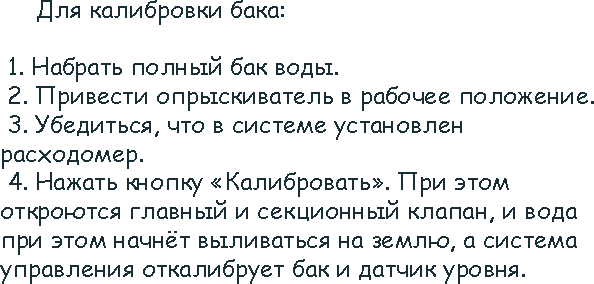 Для калибровки бака:
1. Набрать полный бак воды.
2. Привести опрыскиватель в рабочее положение.
3. Убедиться, что в системе установлен
расходомер.
4. Нажать кнопку «Калибровать». При этом
откроются главный и секционный клапан, и вода
при этом начнёт выливаться на землю, а система
управления откалибрует бак и датчик уровня.